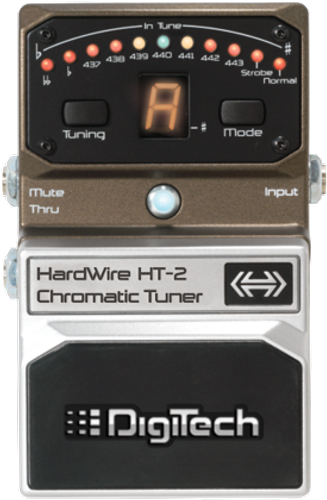 In Tune
♭ ♯
♭♭ ♭ 437 438 439 440 441 442 443 Strobe
Normal
Tuning A Mode
-#
Mute Input
Thru
HardWire HT-2
Chromatic Tuner
DigiTech